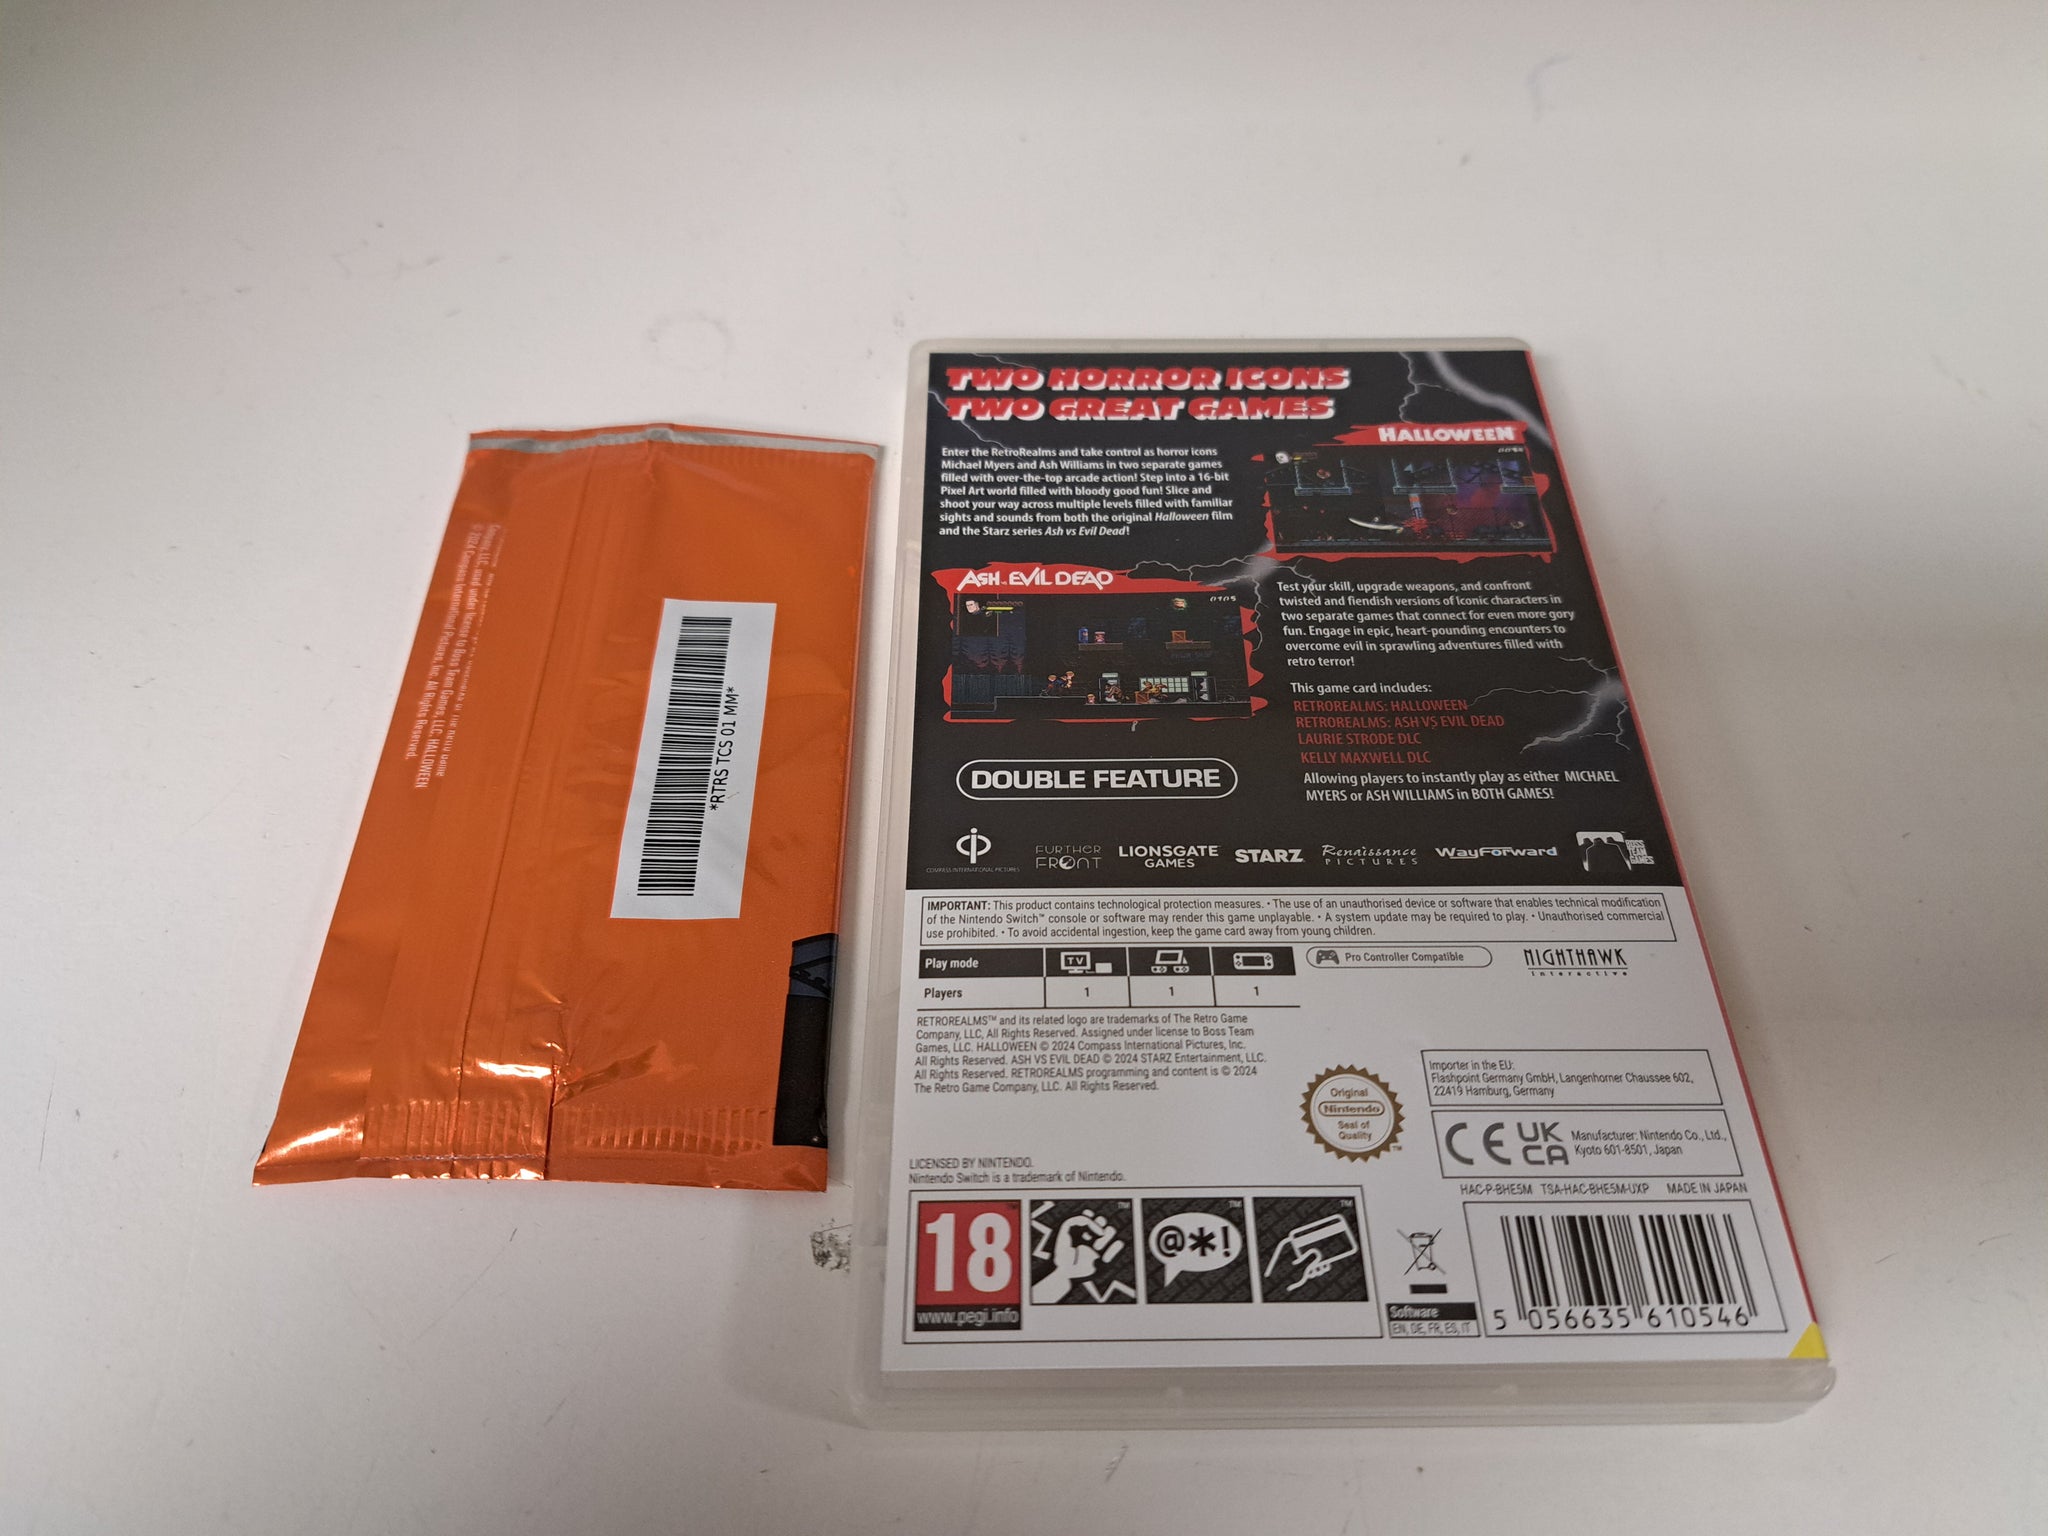 Company, LLC, used under license to Boss Team Games, LLC. HALLOWEEN
© 2024 Compass International Pictures, Inc. All Rights Reserved.
*RTRS TCS 01 MM*
TWO HORROR ICONS
TWO GREAT GAMES
Enter the RetroRealms and take control as horror icons
Michael Myers and Ash Williams in two separate games
filled with over-the-top arcade action! Step into a 16-bit
Pixel Art world filled with bloody good fun! Slice and
shoot your way across multiple levels filled with familiar
sights and sounds from both the original Halloween film
and the Starz series Ash vs Evil Dead!
HALLOWEEN
ASH vs EVIL DEAD
0105
Test your skill, upgrade weapons, and confront
twisted and fiendish versions of iconic characters in
two separate games that connect for even more gory
fun. Engage in epic, heart-pounding encounters to
overcome evil in sprawling adventures filled with
retro terror!
This game card includes:
RETROREALMS: HALLOWEEN
RETROREALMS: ASH VS EVIL DEAD
LAURIE STRODE DLC
KELLY MAXWELL DLC
Allowing players to instantly play as either MICHAEL
MYERS or ASH WILLIAMS in BOTH GAMES!
DOUBLE FEATURE
COMPASS INTERNATIONAL PICTURES
FURTHER
FRONT
LIONSGATE
GAMES
STARZ
Renaissance
PICTURES
WayForward
BOSS
TEAM
GAMES
IMPORTANT: This product contains technological protection measures. • The use of an unauthorised device or software that enables technical modification
of the Nintendo Switch™ console or software may render this game unplayable. • A system update may be required to play. • Unauthorised commercial
use prohibited. • To avoid accidental ingestion, keep the game card away from young children.
Play mode
TV
Players
1
1
1
Pro Controller Compatible
NIGHTHAWK
Interactive
RETROREALMS™ and its related logo are trademarks of The Retro Game
Company, LLC, All Rights Reserved. Assigned under license to Boss Team
Games, LLC. HALLOWEEN © 2024 Compass International Pictures, Inc.
All Rights Reserved. ASH VS EVIL DEAD © 2024 STARZ Entertainment, LLC.
All Rights Reserved. RETROREALMS programming and content is © 2024
The Retro Game Company, LLC. All Rights Reserved.
Original
Nintendo
Seal of
Quality
TM
Importer in the EU:
Flashpoint Germany GmbH, Langenhorner Chaussee 602,
22419 Hamburg, Germany
CE
UK
CA
Manufacturer: Nintendo Co., Ltd.,
Kyoto 601-8501, Japan
LICENSED BY NINTENDO.
Nintendo Switch is a trademark of Nintendo.
HAC-P-BHE5M TSA-HAC-BHE5M-UXP MADE IN JAPAN
18
www.pegi.info
@*!
Software
EN, DE, FR, ES, IT
5 056635 610546